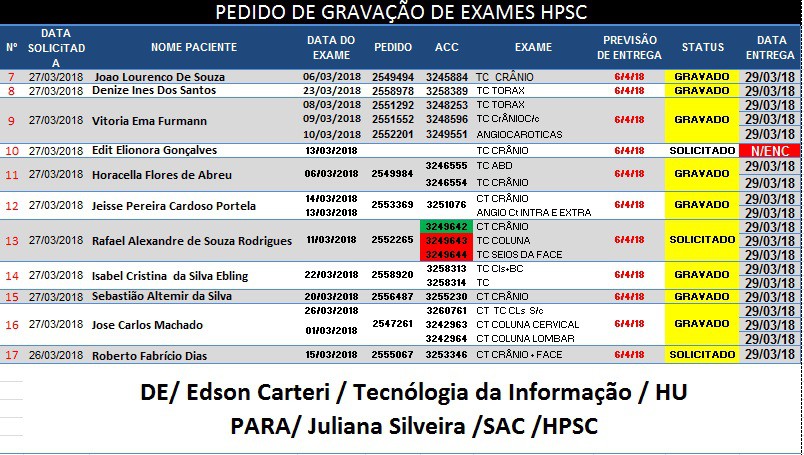 PEDIDO DE GRAVAÇÃO DE EXAMES HPSC
Nº DATA SOLICITADA NOME PACIENTE DATA DO EXAME PEDIDO ACC EXAME PREVISÃO DE ENTREGA STATUS DATA ENTREGA
7 27/03/2018 Joao Lourenco De Souza 06/03/2018 2549494 3245884 TC CRÂNIO 6/4/18 GRAVADO 29/03/18
8 27/03/2018 Denize Ines Dos Santos 23/03/2018 2558978 3258389 TC TORAX 6/4/18 GRAVADO 29/03/18
08/03/2018 2551292 3248253 TC TORAX 29/03/18
9 27/03/2018 Vitoria Ema Furmann 09/03/2018 2551552 3248596 TC CrÂNIOC/c 6/4/18 GRAVADO 29/03/18
10/03/2018 2552201 3249551 ANGIOCAROTICAS 29/03/18
10 27/03/2018 Edit Elionora Gonçalves 13/03/2018 TC CRÂNIO 6/4/18 SOLICITADO N/ENC
3246555 TC ABD 29/03/18
11 27/03/2018 Horacella Flores de Abreu 06/03/2018 2549984 6/4/18 GRAVADO
3246554 TC CRÂNIO 29/03/18
14/03/2018 CT CRÂNIO 29/03/18
12 27/03/2018 Jeisse Pereira Cardoso Portela 2553369 3251076 6/4/18 GRAVADO
13/03/2018 ANGIO Ct INTRA E EXTRA 29/03/18
3249642 CT CRÂNIO 29/03/18
13 27/03/2018 Rafael Alexandre de Souza Rodrigues 11/03/2018 2552265 3249643 TC COLUNA 6/4/18 SOLICITADO 29/03/18
3249644 TC SEIOS DA FACE 29/03/18
3258313 TC Cls+BC 29/03/18
14 27/03/2018 Isabel Cristina da Silva Ebling 22/03/2018 2558920 6/4/18 GRAVADO
3258314 TC 29/03/18
15 27/03/2018 Sebastião Altemir da Silva 20/03/2018 2556487 3255230 CT CRÂNIO 6/4/18 GRAVADO 29/03/18
26/03/2018 3260761 CT TC CLs S/c 29/03/18
16 27/03/2018 Jose Carlos Machado 01/03/2018 2547261 3242963 CT COLUNA CERVICAL 6/4/18 GRAVADO 29/03/18
3242964 CT COLUNA LOMBAR 29/03/18
17 26/03/2018 Roberto Fabrício Dias 15/03/2018 2555067 3253346 CT CRÂNIO + FACE 6/4/18 SOLICITADO 29/03/18
DE/ Edson Carteri / Tecnólogia da Informação / HU
PARA/ Juliana Silveira /SAC /HPSC